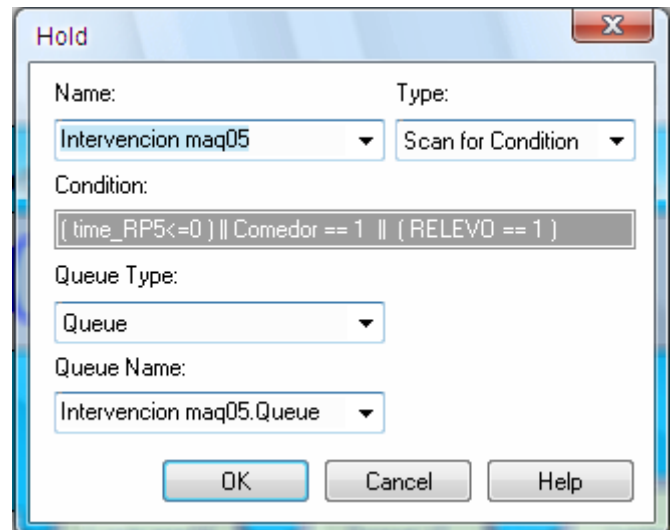 Hold
Name: Type:
Intervencion maq05 Scan for Condition
Condition:
( time_RP5<=0 ) || Comedor == 1 || ( RELEVO == 1 )
Queue Type:
Queue
Queue Name:
Intervencion maq05.Queue
OK Cancel Help